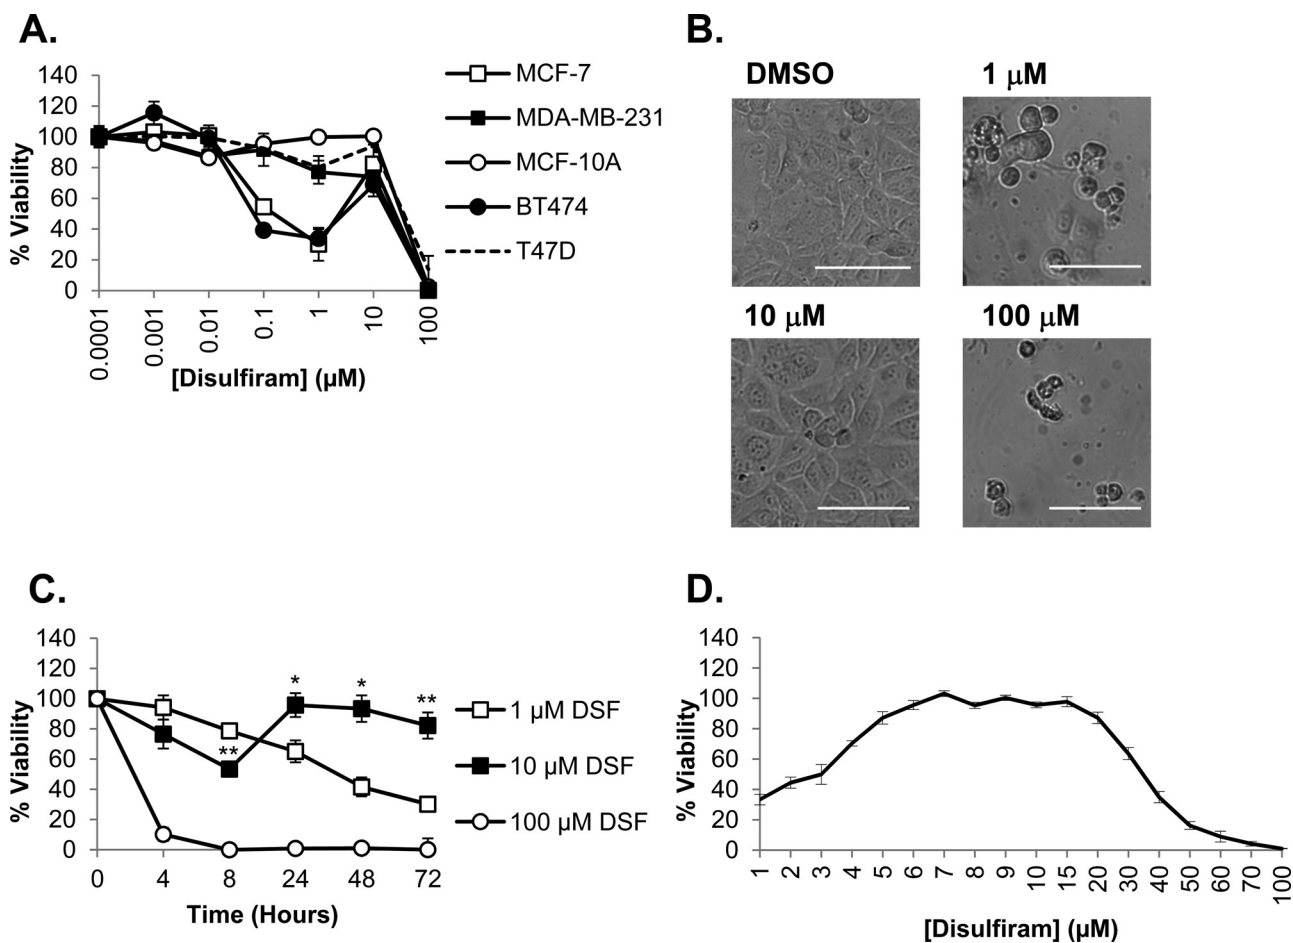 A.
140
120
100
80
60
40
20
0
% Viability
0.0001
0.001
0.01
0.1
1
10
100
[Disulfiram] (µM)
MCF-7
MDA-MB-231
MCF-10A
BT474
T47D
B.
DMSO
1 µM
10 µM
100 µM
C.
140
120
100
80
60
40
20
0
% Viability
**
*
*
**
0
4
8
24
48
72
Time (Hours)
1 µM DSF
10 µM DSF
100 µM DSF
D.
140
120
100
80
60
40
20
0
% Viability
1
2
3
4
5
6
7
8
9
10
15
20
30
40
50
60
70
100
[Disulfiram] (µM)